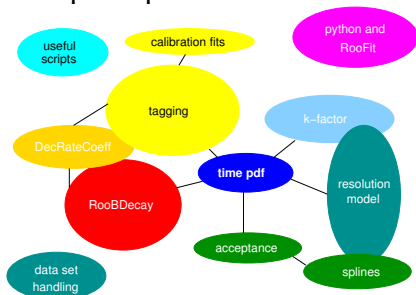 useful
scripts
calibration fits
python and
RooFit
tagging
k−factor
DecRateCoeff
time pdf
resolution
model
RooBDecay
acceptance
data set
handling
splines